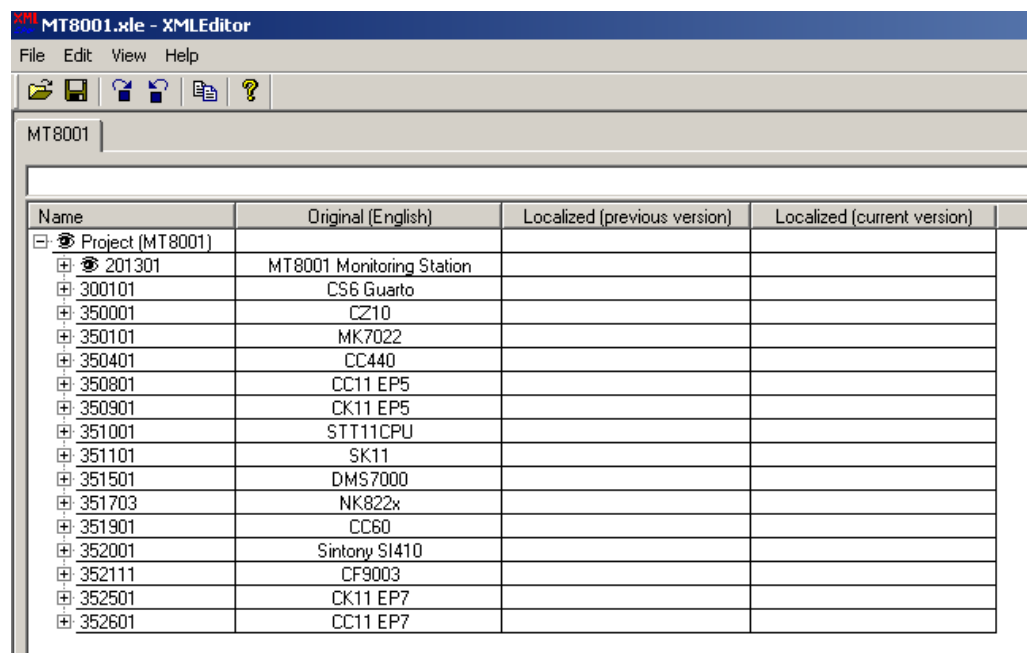 MT8001.xle - XMLEditor
File Edit View Help
MT8001
Name Original (English) Localized (previous version) Localized (current version)
Project (MT8001)
201301 MT8001 Monitoring Station
300101 CS6 Guarto
350001 CZ10
350101 MK7022
350401 CC440
350801 CC11 EP5
350901 CK11 EP5
351001 STT11CPU
351101 SK11
351501 DMS7000
351703 NK822x
351901 CC60
352001 Sintony SI410
352111 CF9003
352501 CK11 EP7
352601 CC11 EP7